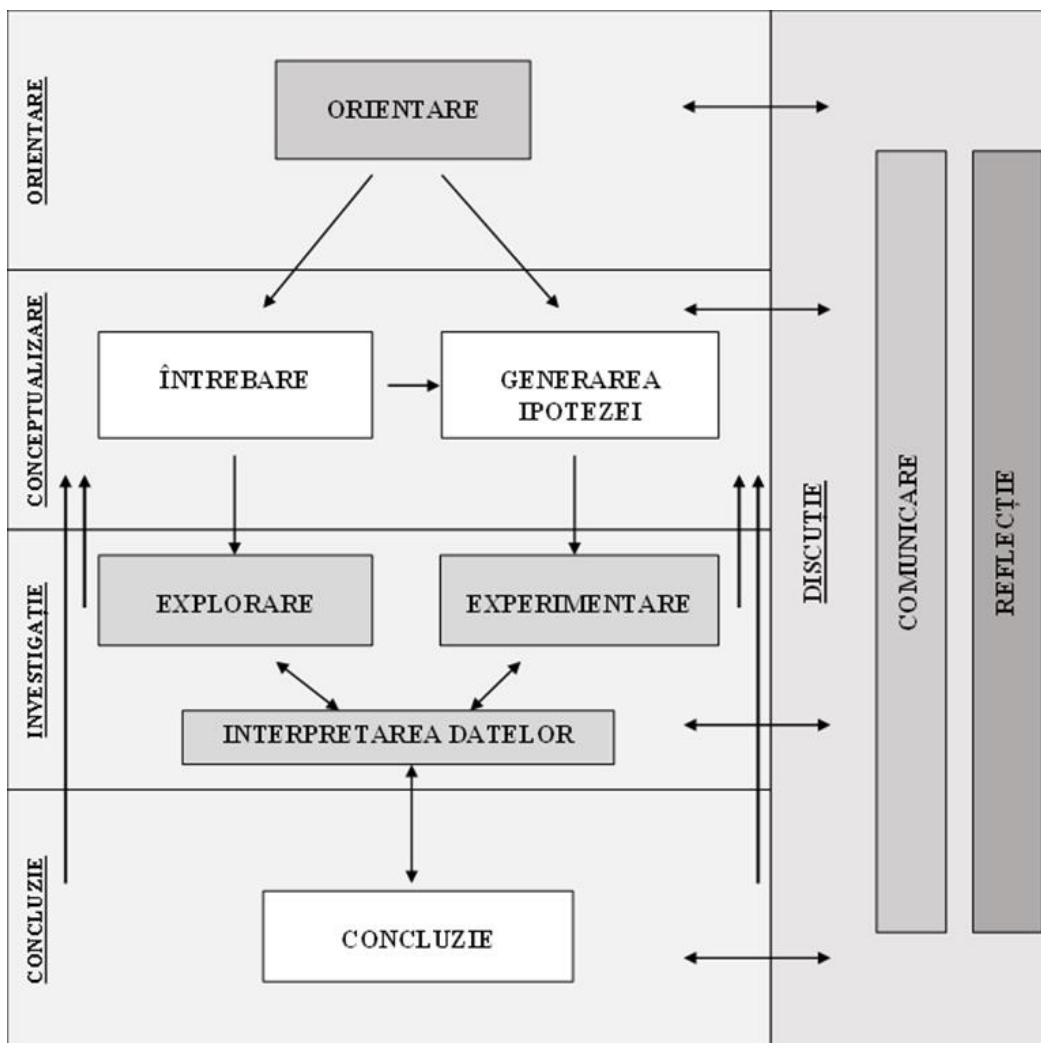 ORIENTARE
ORIENTARE
CONCEPTUALIZARE
ÎNTREBARE
GENERAREA
IPOTEZEI
INVESTIGAȚIE
EXPLORARE
EXPERIMENTARE
INTERPRETAREA DATELOR
CONCLUZIE
CONCLUZIE
DISCUȚIE
COMUNICARE
REFLECȚIE